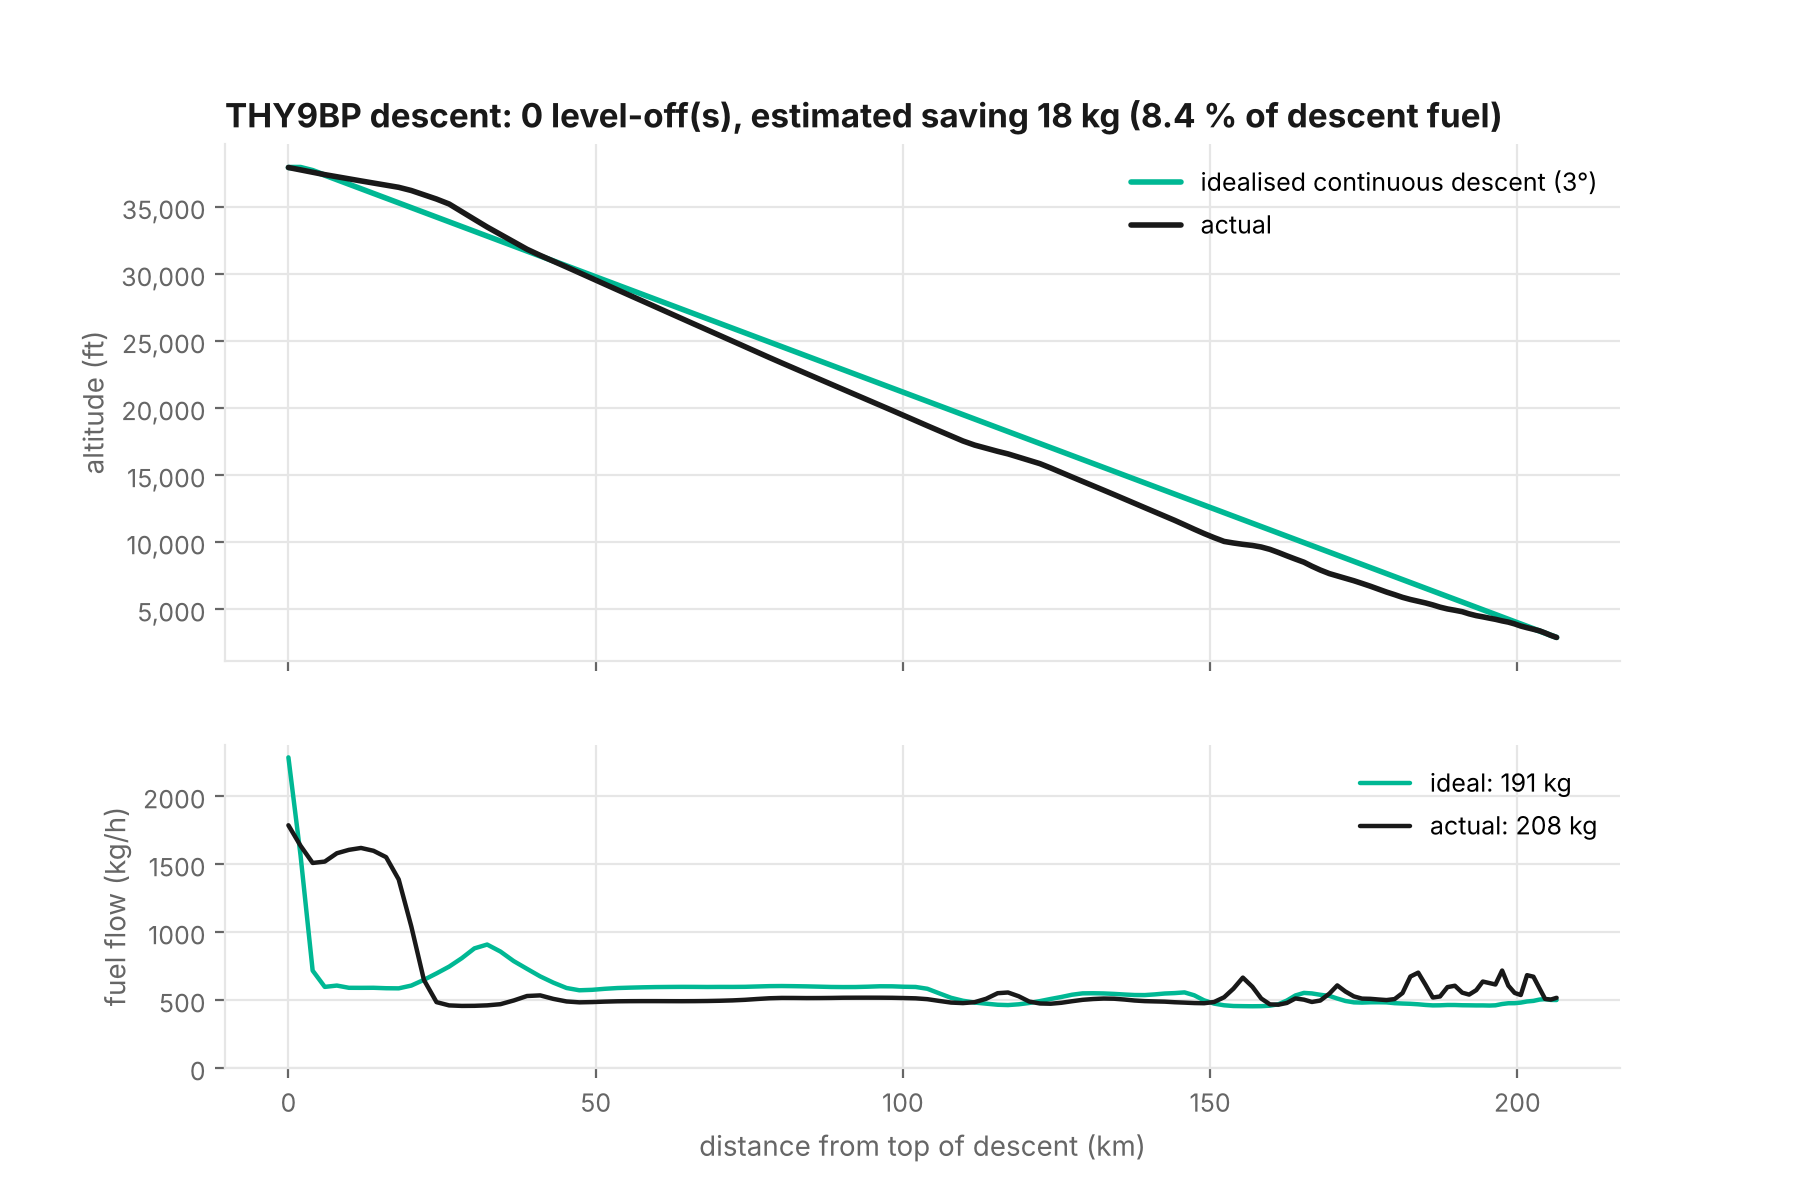 THY9BP descent: 0 level-off(s), estimated saving 18 kg (8.4 % of descent fuel)
idealised continuous descent (3°)
actual
altitude (ft)
35,000
30,000
25,000
20,000
15,000
10,000
5,000
ideal: 191 kg
actual: 208 kg
fuel flow (kg/h)
2000
1500
1000
500
0
0 50 100 150 200
distance from top of descent (km)